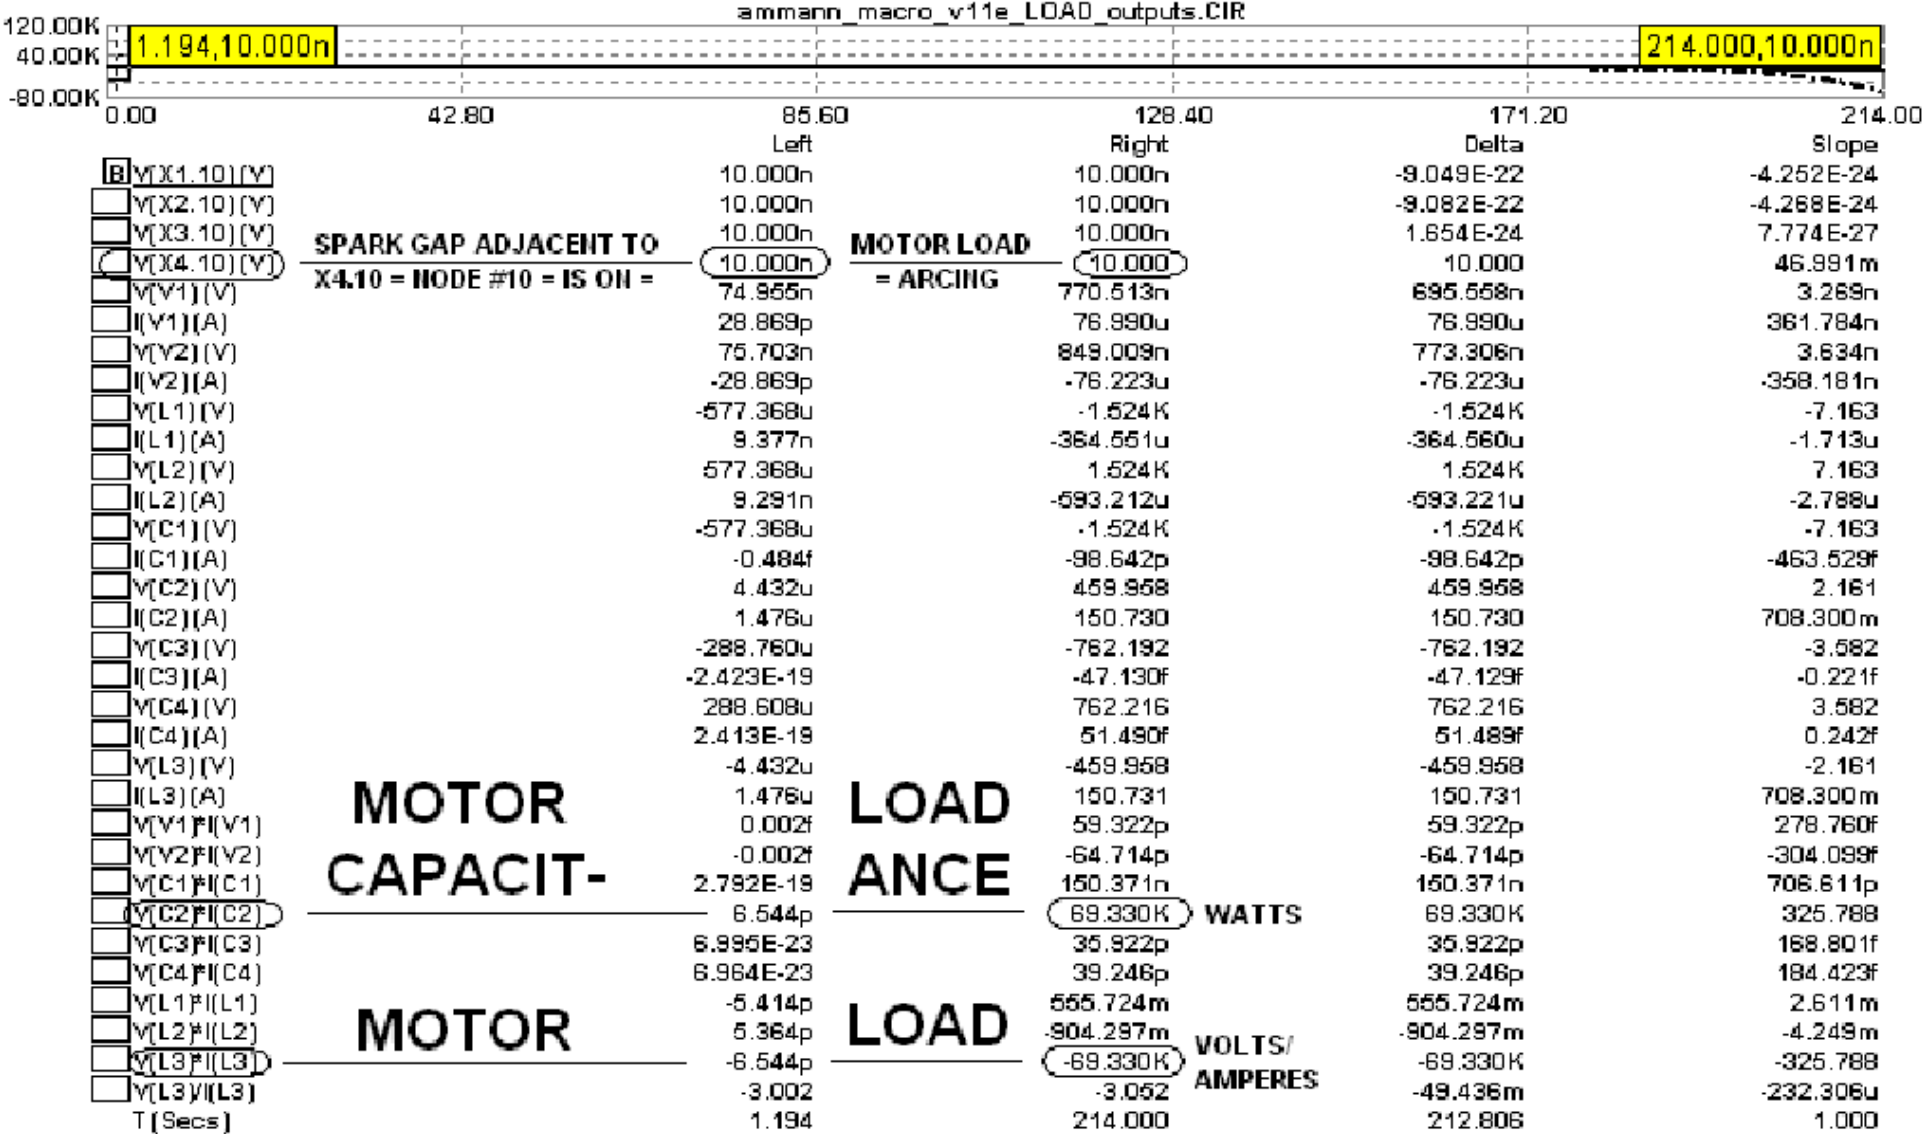 ammann_macro_v11e_LOAD_outputs.CIR
120.00K
40.00K
-80.00K
1.194,10.000n 214.000,10.000n
0.00 42.80 85.60 128.40 171.20 214.00
Left Right Delta Slope
B V(X1.10) (V) 10.000n 10.000n -9.049E-22 -4.252E-24
V(X2.10) (V) 10.000n 10.000n -9.082E-22 -4.268E-24
V(X3.10) (V) 10.000n 10.000n 1.654E-24 7.774E-27
V(X4.10) (V) SPARK GAP ADJACENT TO 10.000n MOTOR LOAD 10.000 10.000 46.991m
X4.10 = NODE #10 = IS ON = = ARCING
V(V1) (V) 74.955n 770.513n 695.558n 3.269n
I(V1) (A) 28.869p 76.990u 76.990u 361.784n
V(V2) (V) 75.703n 849.009n 773.306n 3.634n
I(V2) (A) -28.869p -76.223u -76.223u -358.181n
V(L1) (V) -577.368u -1.524K -1.524K -7.163
I(L1) (A) 9.377n -364.551u -364.560u -1.713u
V(L2) (V) 577.368u 1.524K 1.524K 7.163
I(L2) (A) 9.291n -593.212u -593.221u -2.788u
V(C1) (V) -577.368u -1.524K -1.524K -7.163
I(C1) (A) -0.484f -98.642p -98.642p -463.529f
V(C2) (V) 4.432u 459.958 459.958 2.161
I(C2) (A) 1.476u 150.730 150.730 708.300m
V(C3) (V) -288.760u -762.192 -762.192 -3.582
I(C3) (A) -2.423E-19 -47.130f -47.129f -0.221f
V(C4) (V) 288.608u 762.216 762.216 3.582
I(C4) (A) 2.413E-19 51.490f 51.489f 0.242f
V(L3) (V) -4.432u -459.958 -459.958 -2.161
I(L3) (A) MOTOR 1.476u LOAD 150.731 150.731 708.300m
V(V1)*I(V1) 0.002f 59.322p 59.322p 278.760f
V(V2)*I(V2) -0.002f -64.714p -64.714p -304.099f
V(C1)*I(C1) CAPACIT- 2.792E-19 ANCE 150.371n 150.371n 706.611p
V(C2)*I(C2) 6.544p 69.330K WATTS 69.330K 325.788
V(C3)*I(C3) 6.995E-23 35.922p 35.922p 168.801f
V(C4)*I(C4) 6.964E-23 39.246p 39.246p 184.423f
V(L1)*I(L1) -5.414p 555.724m 555.724m 2.611m
V(L2)*I(L2) MOTOR 5.364p LOAD -904.297m -904.297m -4.249m
V(L3)*I(L3) -6.544p -69.330K VOLTS/ -69.330K -325.788
V(L3)/I(L3) -3.002 -3.052 AMPERES -49.436m -232.306u
T (Secs) 1.194 214.000 212.806 1.000